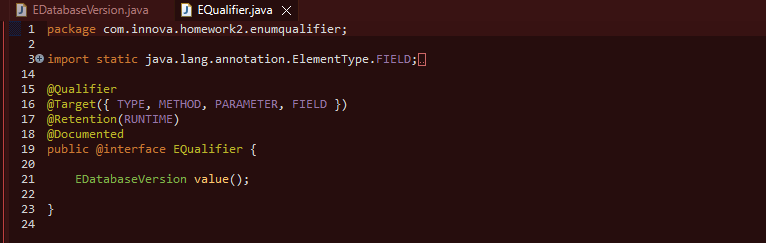 EDatabaseVersion.java EQualifier.java
1 package com.innova.homework2.enumqualifier;
2
3 import static java.lang.annotation.ElementType.FIELD;
14
15 @Qualifier
16 @Target({ TYPE, METHOD, PARAMETER, FIELD })
17 @Retention(RUNTIME)
18 @Documented
19 public @interface EQualifier {
20
21 EDatabaseVersion value();
22
23 }
24